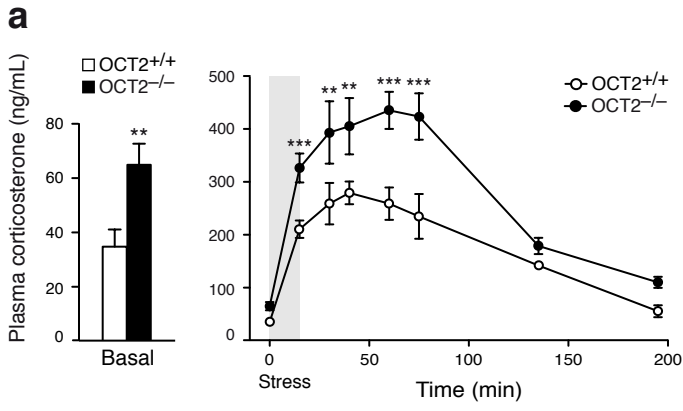 a
Plasma corticosterone (ng/mL)
OCT2+/+
OCT2−/−
80
60
40
20
0
**
Basal
500
400
300
200
100
0
*** ** ** *** ***
OCT2+/+
OCT2−/−
0 50 100 150 200
Stress
Time (min)